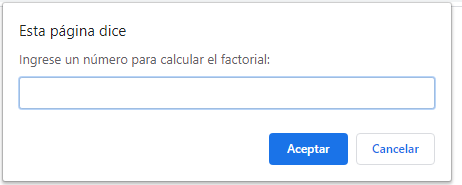 Esta página dice
Ingrese un número para calcular el factorial:
Aceptar
Cancelar